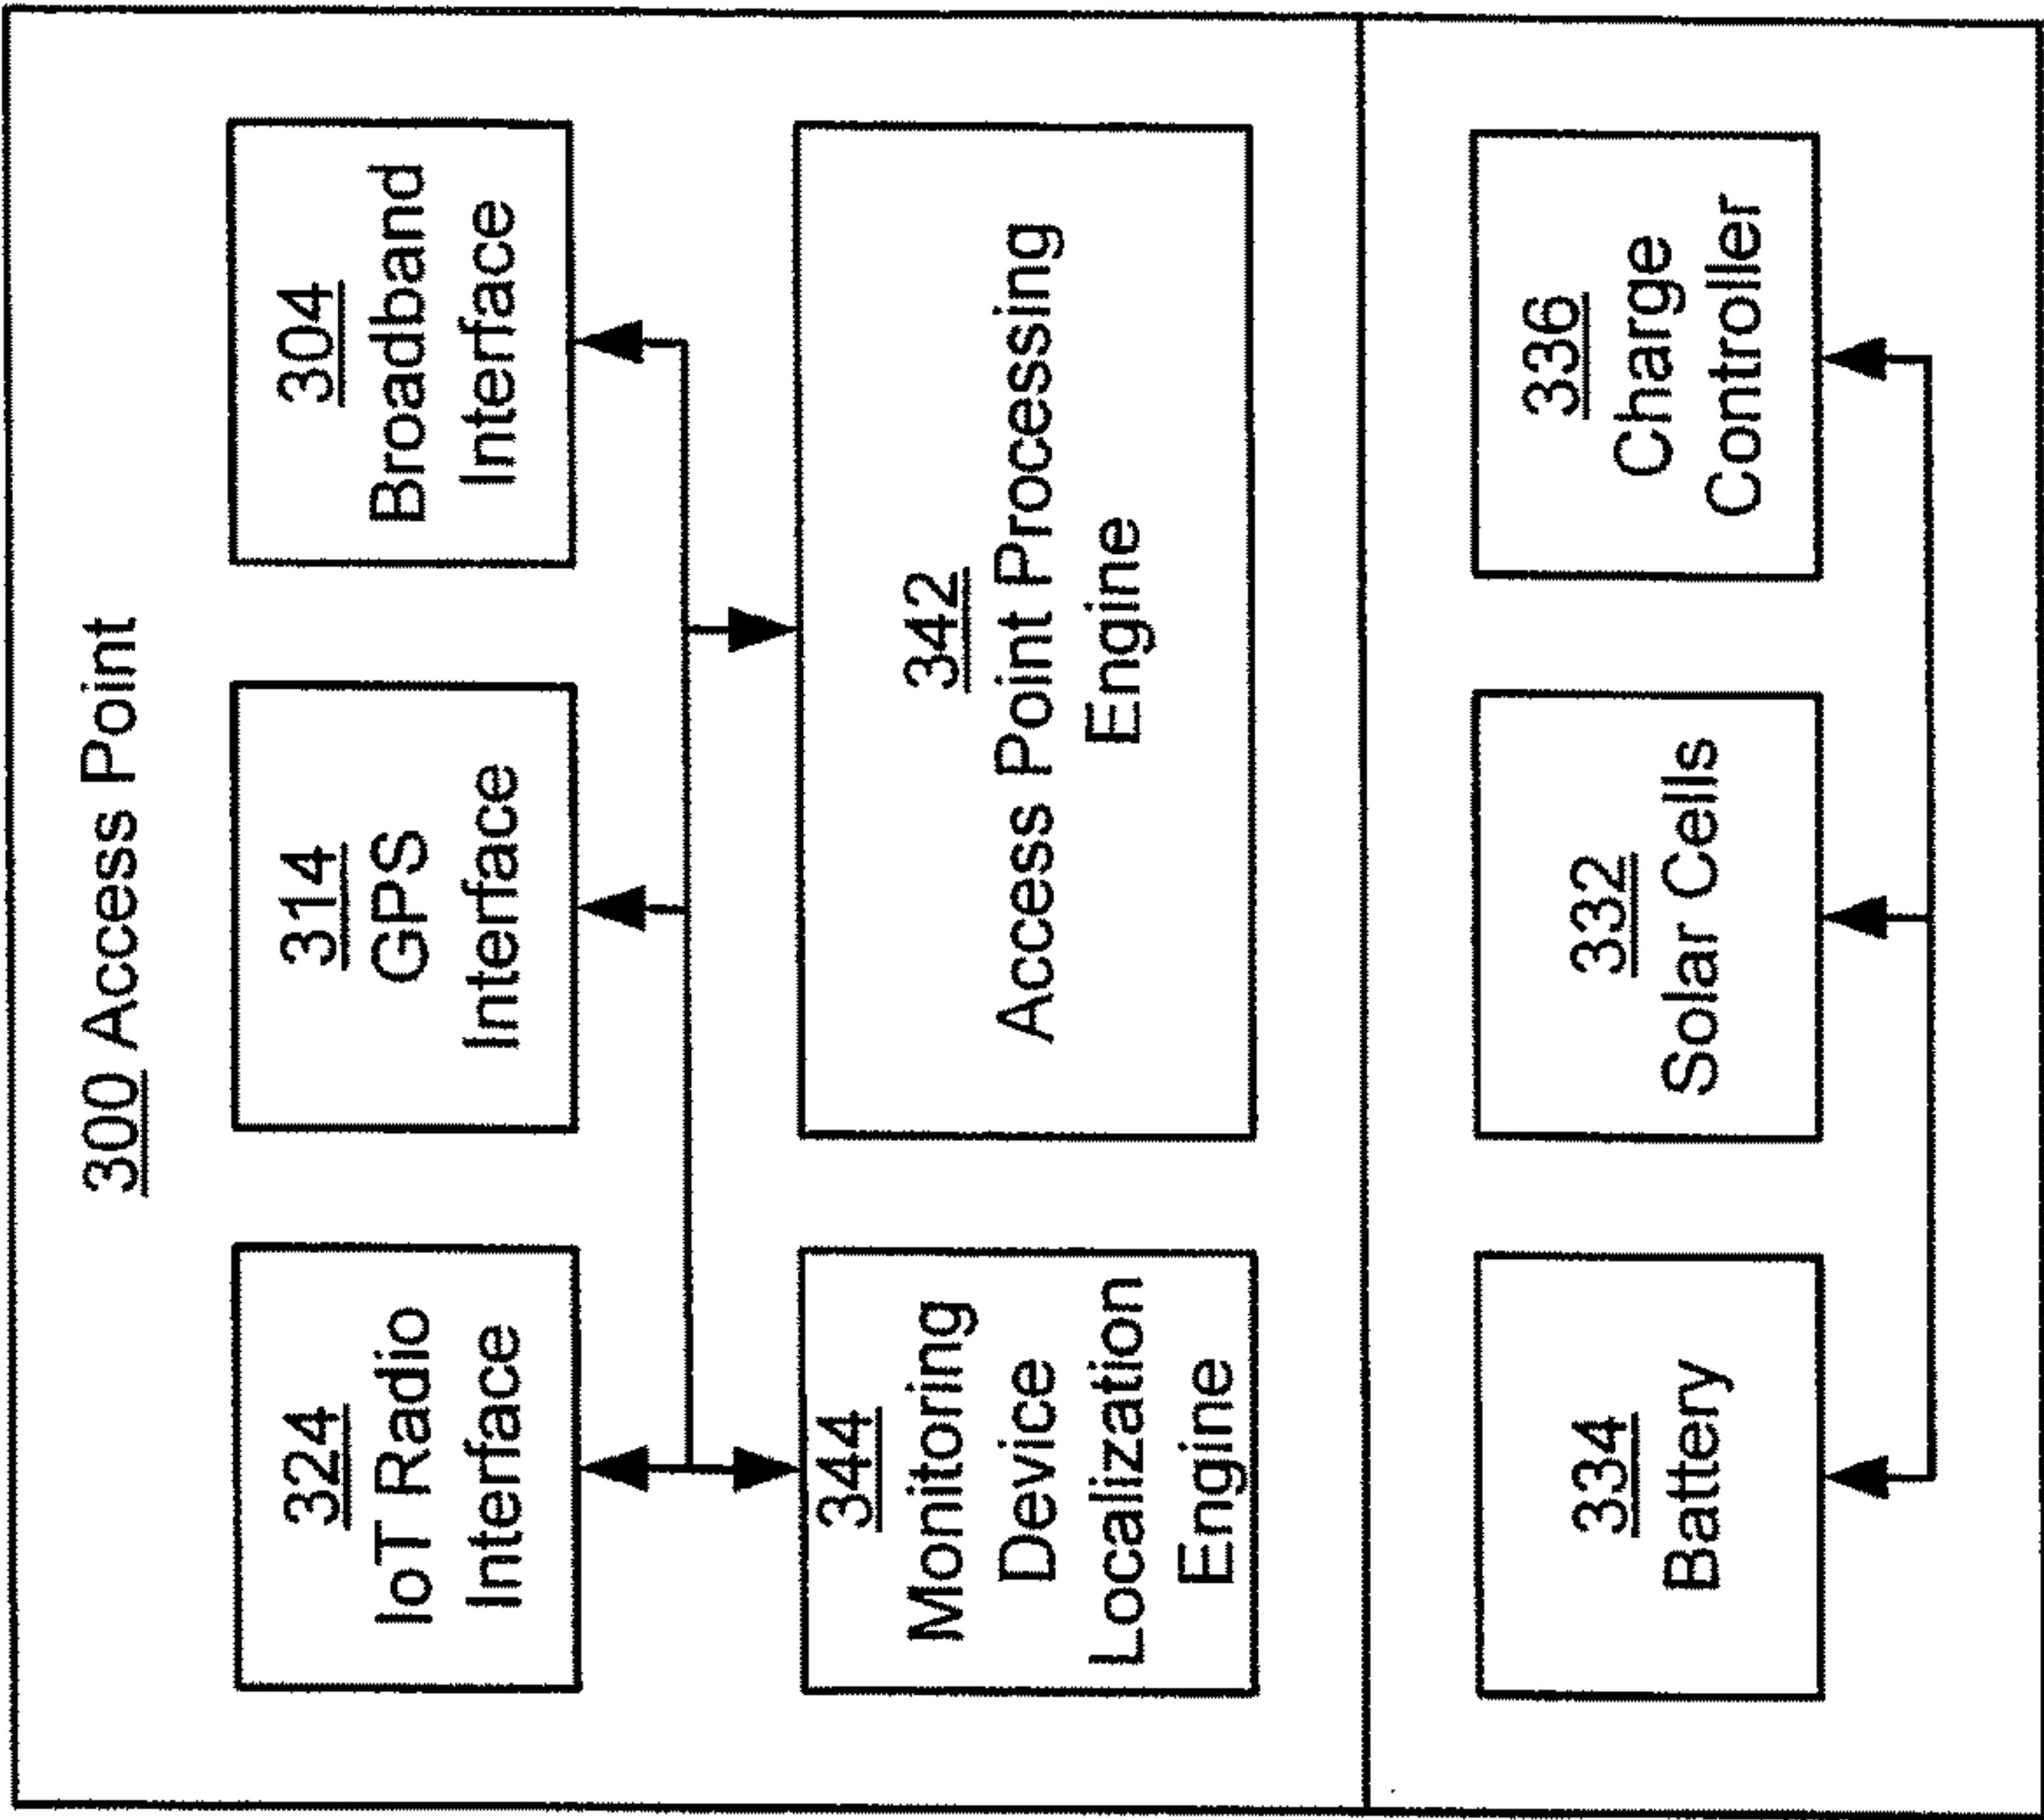 300 Access Point
324
IoT Radio
Interface
314
GPS
Interface
304
Broadband
Interface
344
Monitoring
Device
Localization
Engine
342
Access Point Processing
Engine
334
Battery
332
Solar Cells
336
Charge
Controller